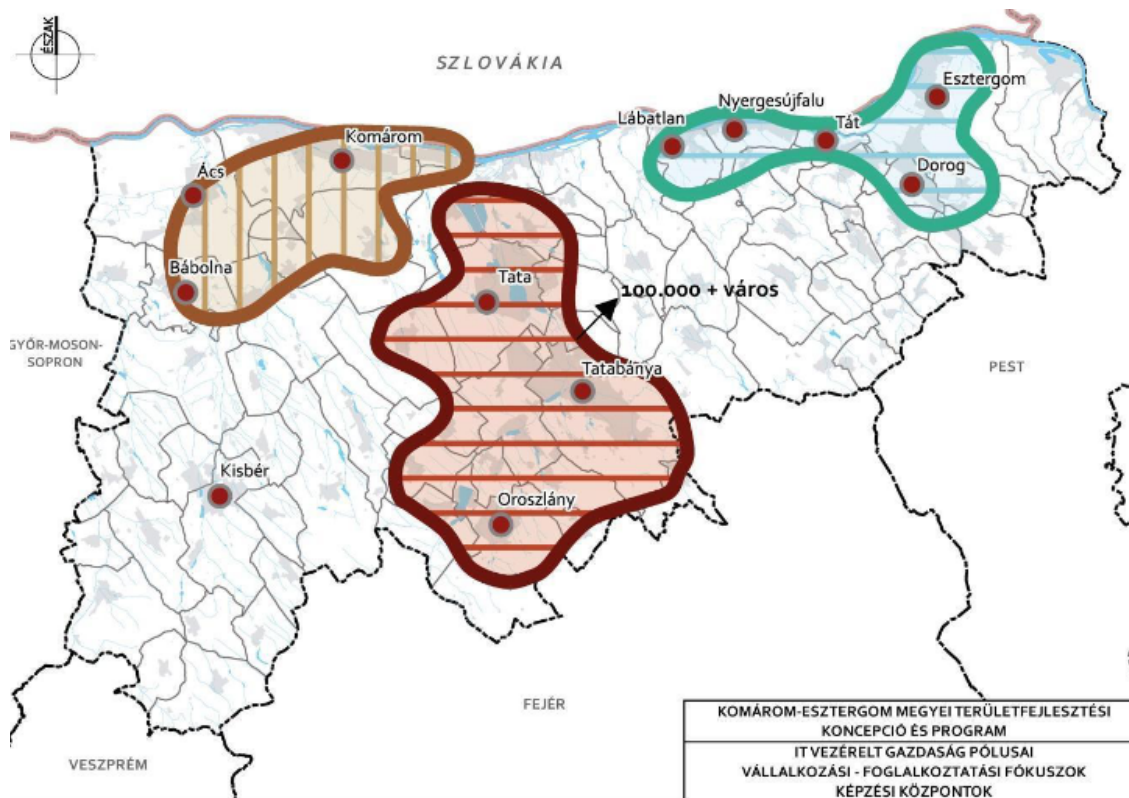 ÉSZAK
SZLOVÁKIA
Esztergom
Nyergesújfalu
Lábatlan
Tát
Komárom
Dorog
Ács
Bábolna
Tata
100.000 + város
GYŐR-MOSON-
SOPRON
Tatabánya
PEST
Kisbér
Oroszlány
FEJÉR
VESZPRÉM
KOMÁROM-ESZTERGOM MEGYEI TERÜLETFEJLESZTÉSI
KONCEPCIÓ ÉS PROGRAM
IT VEZÉRELT GAZDASÁG PÓLUSAI
VÁLLALKOZÁSI - FOGLALKOZTATÁSI FÓKUSZOK
KÉPZÉSI KÖZPONTOK